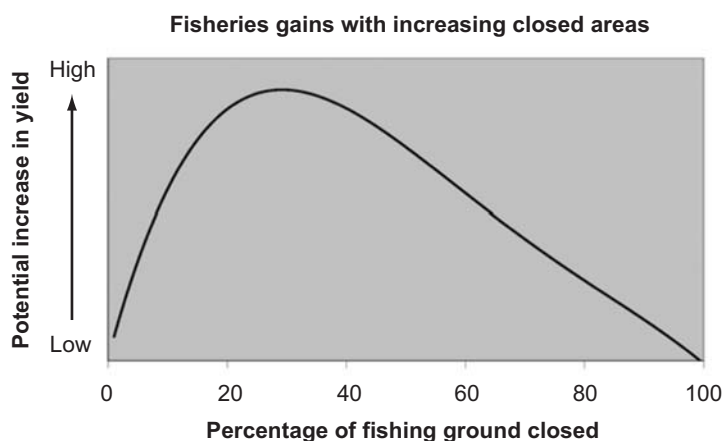 Fisheries gains with increasing closed areas
High
Potential increase in yield
Low
0 20 40 60 80 100
Percentage of fishing ground closed